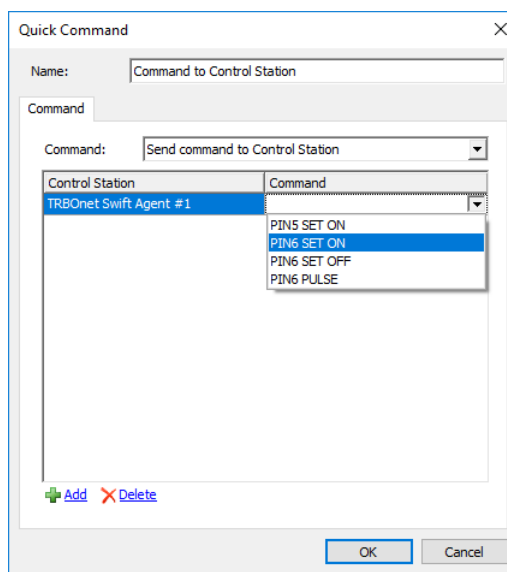 Quick Command
Name: Command to Control Station
Command
Command: Send command to Control Station
Control Station Command
TRBOnet Swift Agent #1
PIN5 SET ON
PIN6 SET ON
PIN6 SET OFF
PIN6 PULSE
Add Delete
OK Cancel